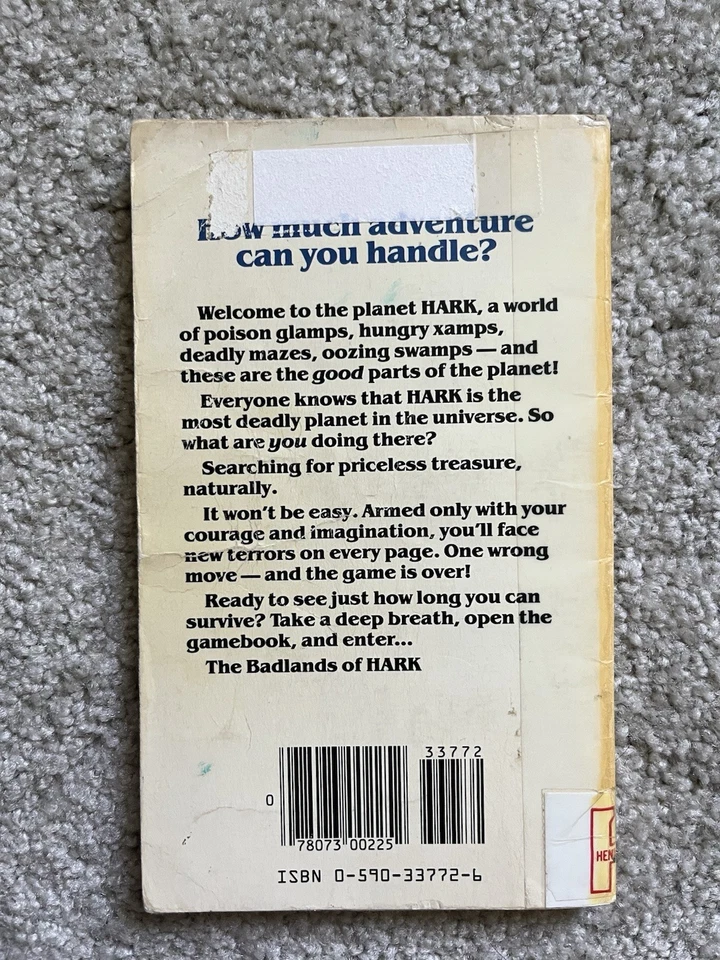 How much adventure
can you handle?
Welcome to the planet HARK, a world
of poison glamps, hungry xamps,
deadly mazes, oozing swamps — and
these are the good parts of the planet!
Everyone knows that HARK is the
most deadly planet in the universe. So
what are you doing there?
Searching for priceless treasure,
naturally.
It won't be easy. Armed only with your
courage and imagination, you'll face
new terrors on every page. One wrong
move — and the game is over!
Ready to see just how long you can
survive? Take a deep breath, open the
gamebook, and enter...
The Badlands of HARK
33772
0
78073 00225
ISBN 0-590-33772-6